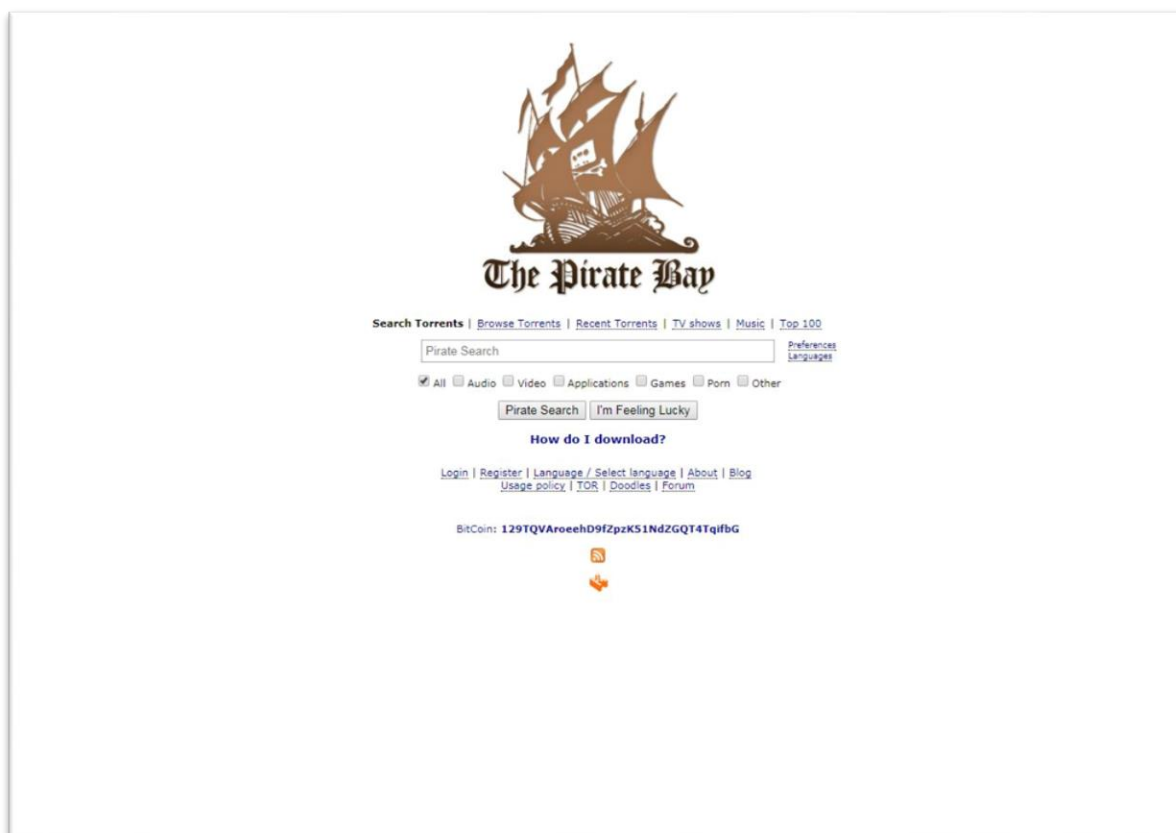 The Pirate Bay
Search Torrents | Browse Torrents | Recent Torrents | TV shows | Music | Top 100
Pirate Search
Preferences
Languages
All Audio Video Applications Games Porn Other
Pirate Search I'm Feeling Lucky
How do I download?
Login | Register | Language / Select language | About | Blog
Usage policy | TOR | Doodles | Forum
BitCoin: 129TQVAroeehD9fZpzK51NdZGQT4TqifbG